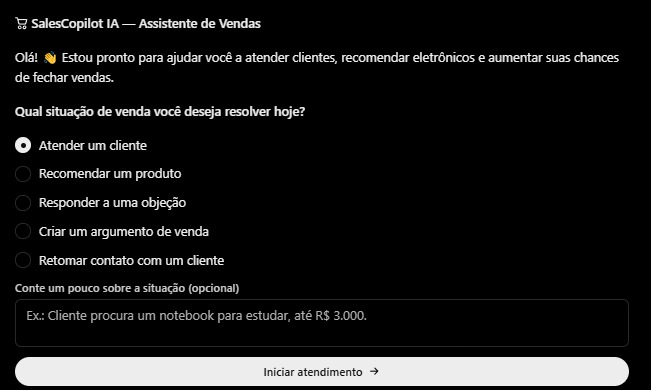 SalesCopilot IA — Assistente de Vendas
Olá! 👋 Estou pronto para ajudar você a atender clientes, recomendar eletrônicos e aumentar suas chances
de fechar vendas.
Qual situação de venda você deseja resolver hoje?
Atender um cliente
Recomendar um produto
Responder a uma objeção
Criar um argumento de venda
Retomar contato com um cliente
Conte um pouco sobre a situação (opcional)
Ex.: Cliente procura um notebook para estudar, até R$ 3.000.
Iniciar atendimento →